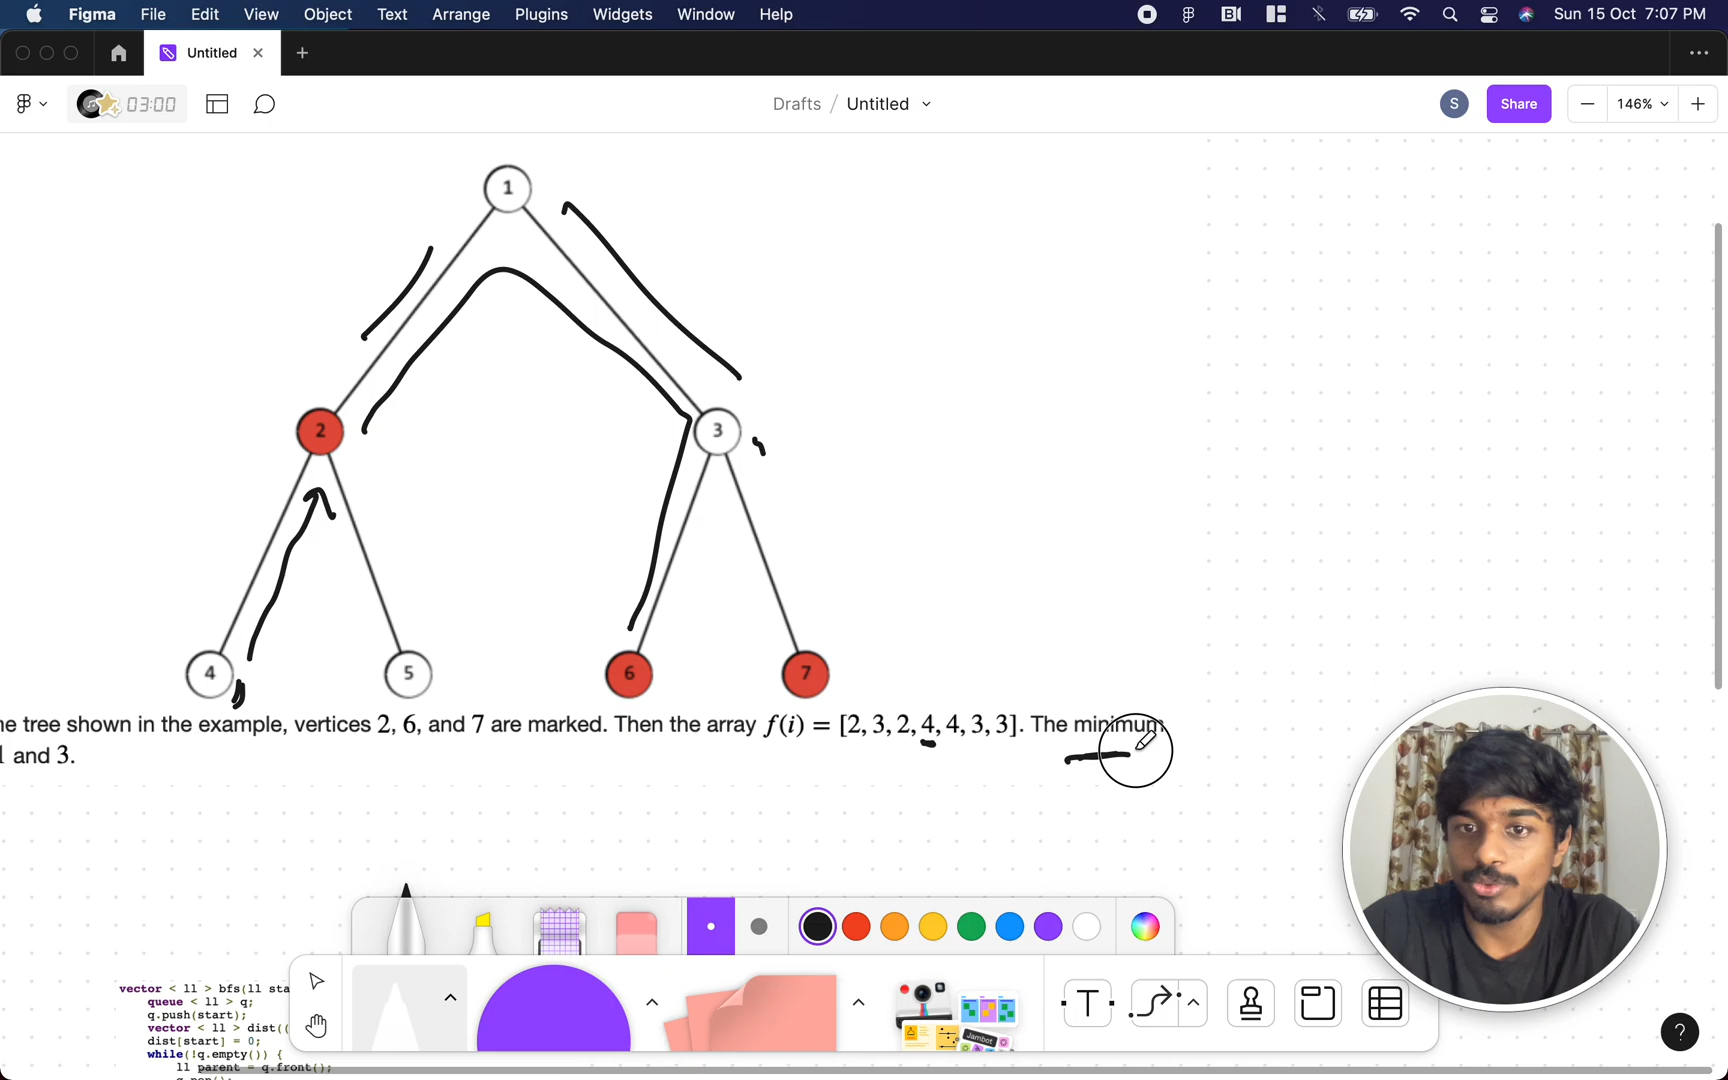 Figma File Edit View Object Text Arrange Plugins Widgets Window Help Sun 15 Oct 7:07 PM
Untitled
03:00 Drafts / Untitled S Share 146%
1
2 3
4 5 6 7
ne tree shown in the example, vertices 2, 6, and 7 are marked. Then the array f(i) = [2, 3, 2, 4, 4, 3, 3]. The minimum
1 and 3.
vector < ll > bfs(ll sta
queue < ll > q;
q.push(start);
vector < ll > dist((
dist[start] = 0;
while(!q.empty()) {
ll parent = q.front();
T
Jambot
?